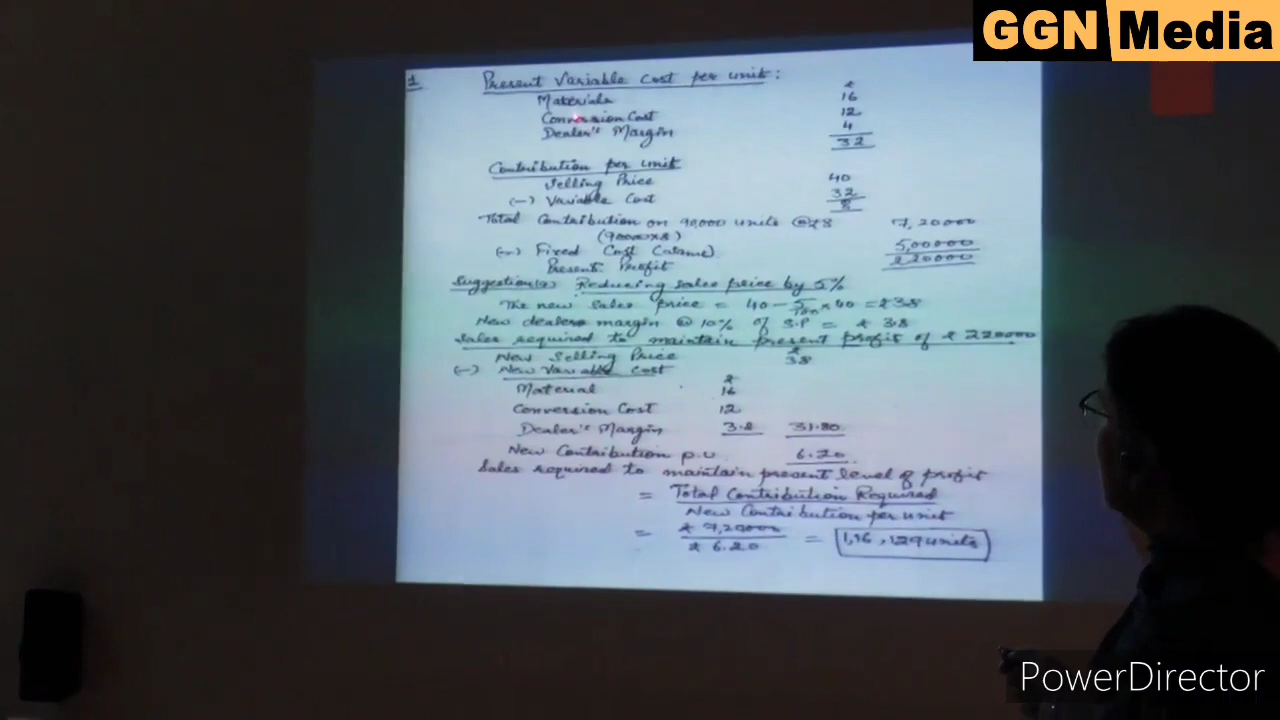 GGN Media
1
Present Variable Cost per unit:
₹
Materials 16
Conversion Cost 12
Dealer's Margin 4
32
Contribution per unit
Selling Price 40
(-) Variable Cost 32
8
Total Contribution on 90,000 units @₹8 7,20000
(90000x8)
(-) Fixed Cost (same) 5,00000
Present Profit 220000
Suggestion(a) Reducing sales price by 5%
The new sales price = 40 - 5/100 x 40 = ₹38
New dealers margin @ 10% of S.P = ₹ 3.8
Sales required to maintain present profit of ₹ 220000
₹
New Selling Price 38
(-) New Variable Cost
₹
Material 16
Conversion Cost 12
Dealer's Margin 3.8 31.80
New Contribution p.u. 6.20
Sales required to maintain present level of profit
= Total Contribution Required
New Contribution per unit
= ₹ 7,20000 / ₹ 6.20 = 1,16,129 units
PowerDirector